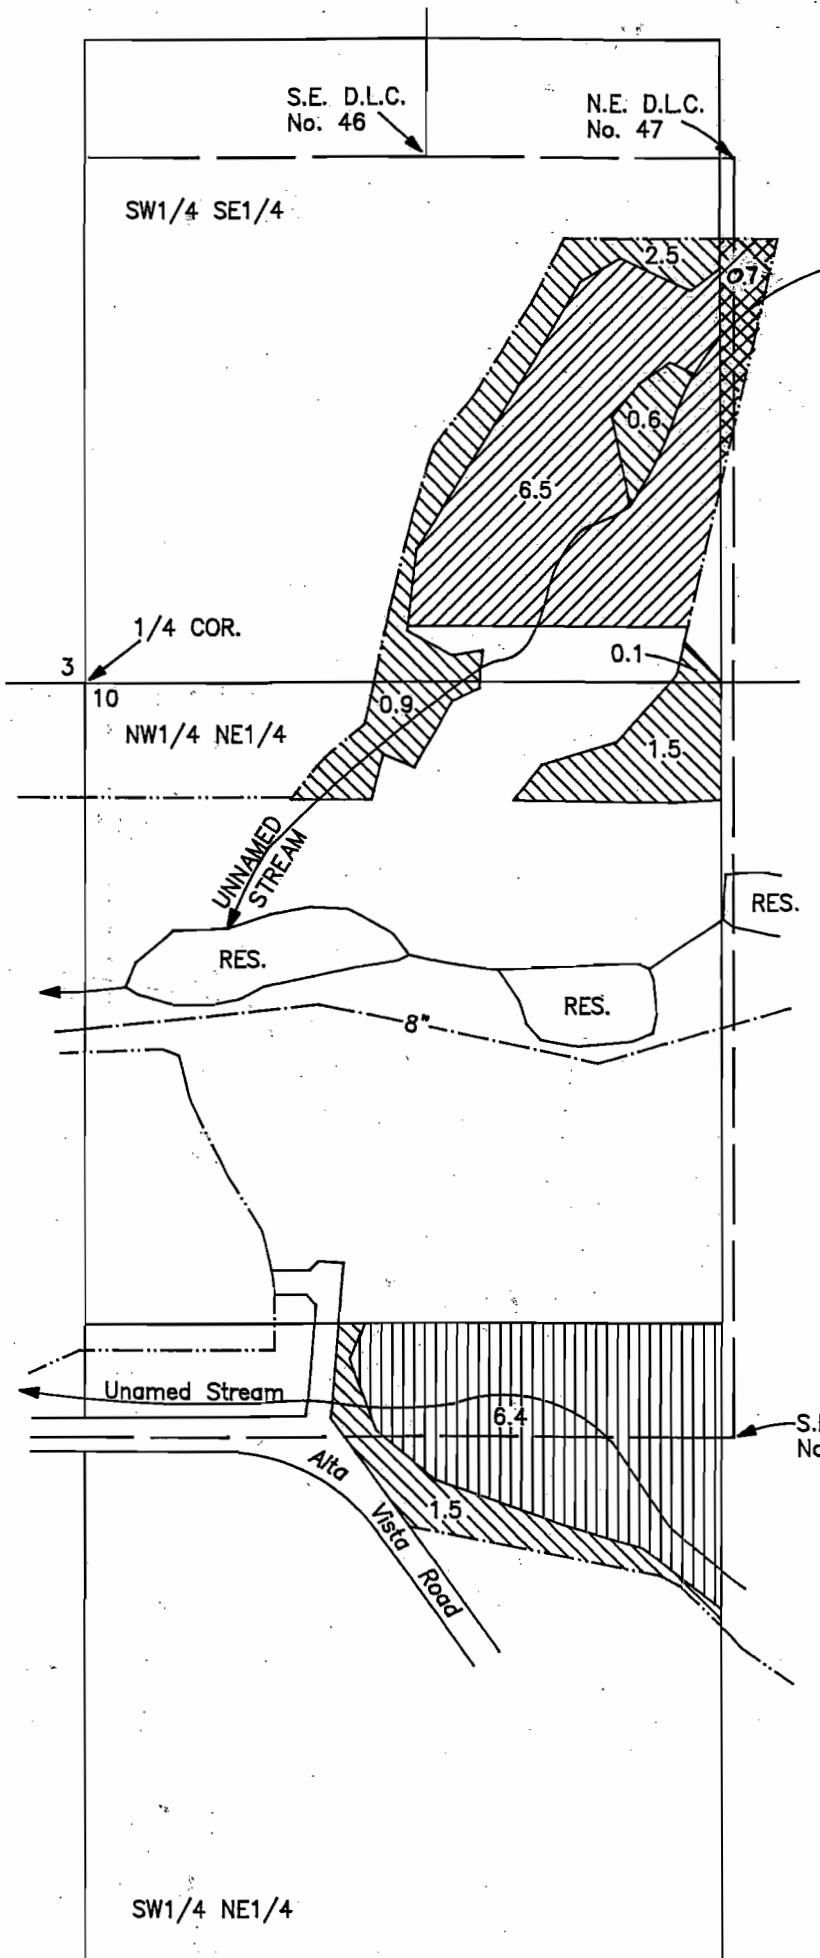 S.E. D.L.C.
No. 46
N.E. D.L.C.
No. 47
SW1/4 SE1/4
2.5
0.7
0.6
6.5
1/4 COR.
3
10
0.1
0.9
NW1/4 NE1/4
1.5
UNNAMED
STREAM
RES.
RES.
RES.
8"
Unamed Stream
6.4
Alta
Vista
Road
1.5
SW1/4 NE1/4